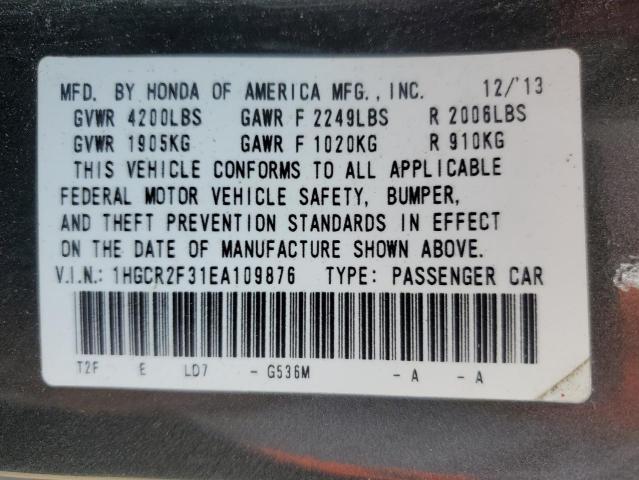 MFD. BY HONDA OF AMERICA MFG., INC. 12/'13
GVWR 4200LBS GAWR F 2249LBS R 2006LBS
GVWR 1905KG GAWR F 1020KG R 910KG
THIS VEHICLE CONFORMS TO ALL APPLICABLE
FEDERAL MOTOR VEHICLE SAFETY, BUMPER,
AND THEFT PREVENTION STANDARDS IN EFFECT
ON THE DATE OF MANUFACTURE SHOWN ABOVE.
V.I.N.: 1HGCR2F31EA109876 TYPE: PASSENGER CAR
T2F E LD7 - G536M - A - A